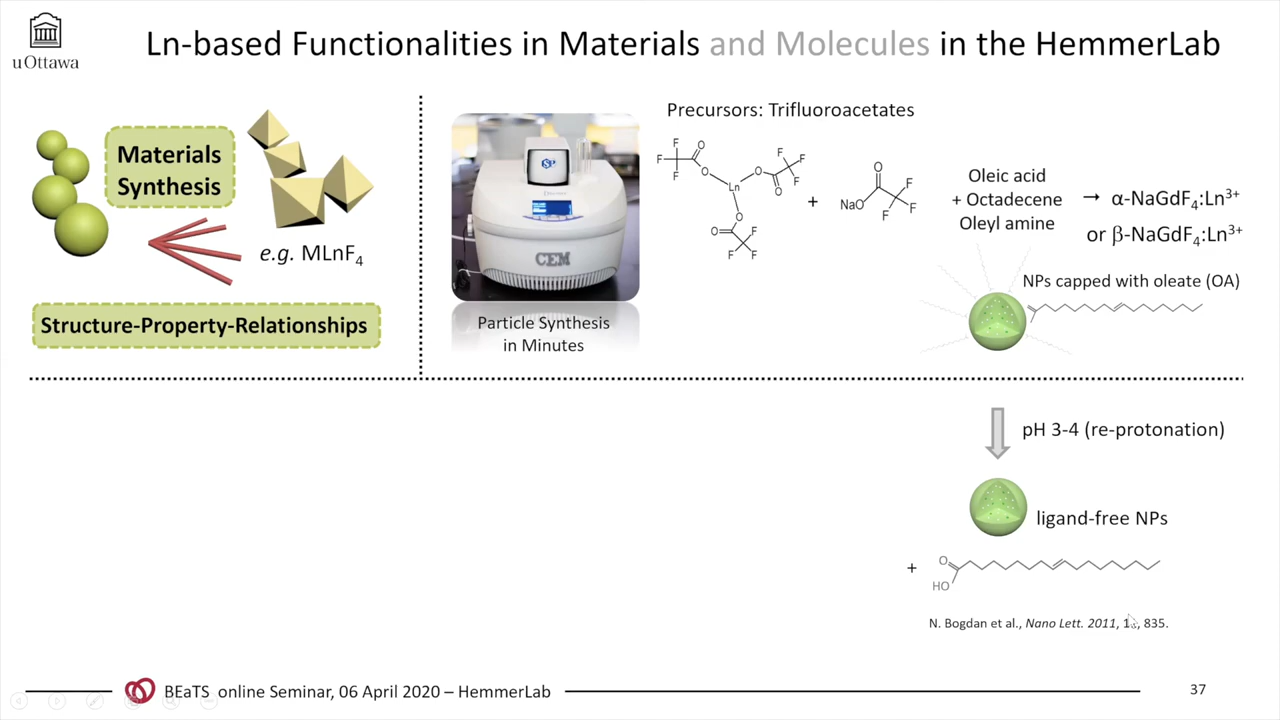 uOttawa
Ln-based Functionalities in Materials and Molecules in the HemmerLab
Materials
Synthesis
e.g. MLnF₄
Structure-Property-Relationships
CEM
Particle Synthesis
in Minutes
Precursors: Trifluoroacetates
F
F
F
O
O
Ln
O
O
F
F
F
O
O
F
F
F
+
NaO
O
F
F
F
Oleic acid
+ Octadecene
Oleyl amine
→ α-NaGdF₄:Ln³⁺
or β-NaGdF₄:Ln³⁺
NPs capped with oleate (OA)
pH 3-4 (re-protonation)
ligand-free NPs
+
O
HO
N. Bogdan et al., Nano Lett. 2011, 835.
BEaTS online Seminar, 06 April 2020 – HemmerLab
37